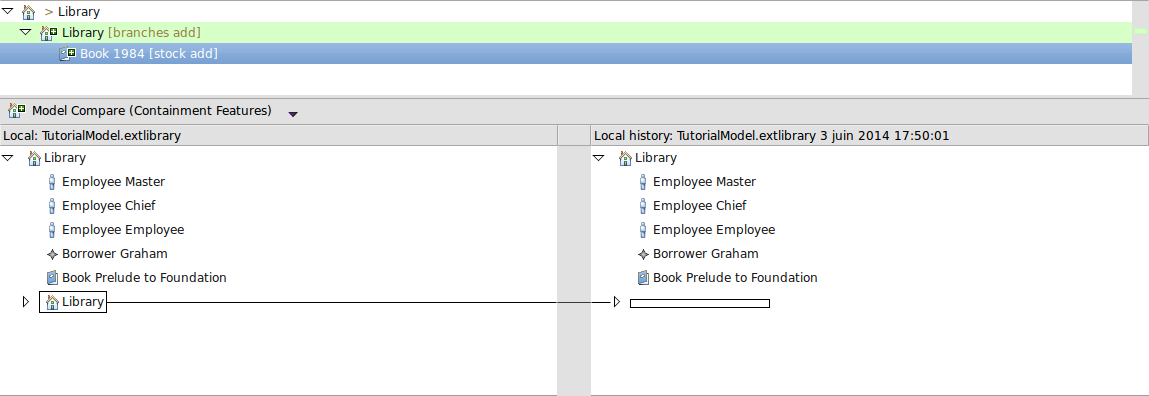 > Library
Library [branches add]
Book 1984 [stock add]
Model Compare (Containment Features)
Local: TutorialModel.extlibrary
Local history: TutorialModel.extlibrary 3 juin 2014 17:50:01
Library
Library
Employee Master
Employee Master
Employee Chief
Employee Chief
Employee Employee
Employee Employee
Borrower Graham
Borrower Graham
Book Prelude to Foundation
Book Prelude to Foundation
Library